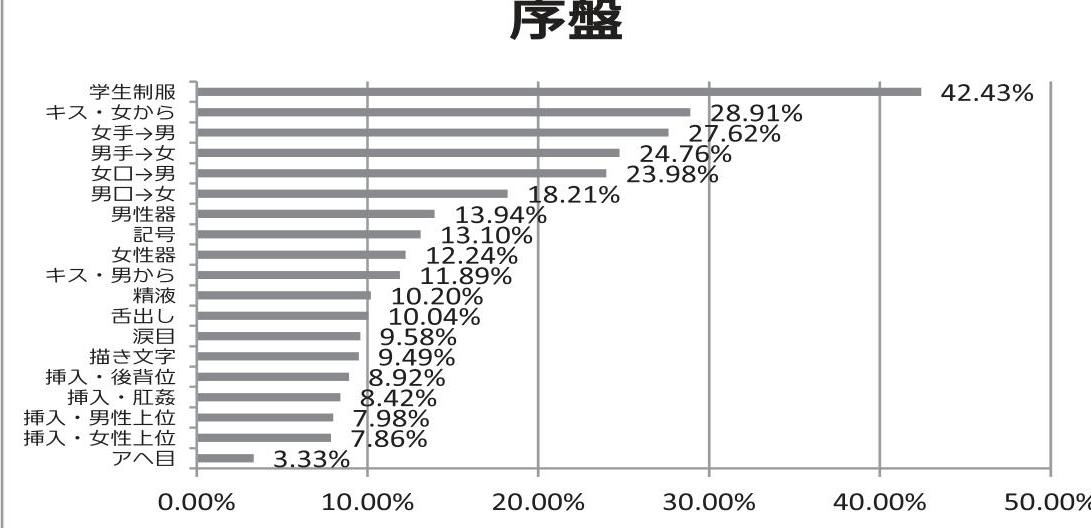 序盤
学生制服 42.43%
キス・女から 28.91%
女手→男 27.62%
男手→女 24.76%
女口→男 23.98%
男口→女 18.21%
男性器 13.94%
記号 13.10%
女性器 12.24%
キス・男から 11.89%
精液 10.20%
舌出し 10.04%
涙目 9.58%
描き文字 9.49%
挿入・後背位 8.92%
挿入・肛姦 8.42%
挿入・男性上位 7.98%
挿入・女性上位 7.86%
アヘ目 3.33%
0.00% 10.00% 20.00% 30.00% 40.00% 50.00%